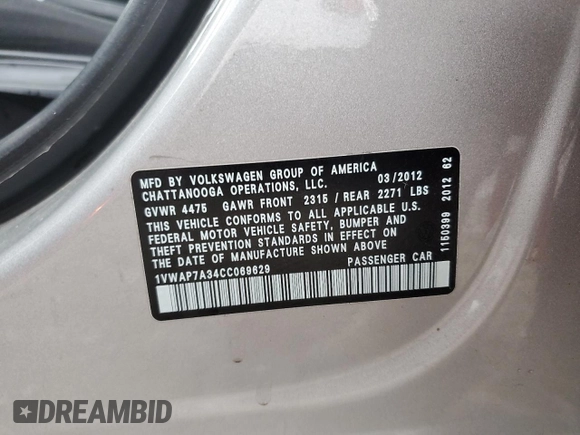 MFD BY VOLKSWAGEN GROUP OF AMERICA
CHATTANOOGA OPERATIONS, LLC. 03/2012
GVWR 4475 GAWR FRONT 2315 / REAR 2271 LBS
THIS VEHICLE CONFORMS TO ALL APPLICABLE
FEDERAL MOTOR VEHICLE SAFETY, BUMPER AND
THEFT PREVENTION STANDARDS IN EFFECT ON
THE DATE OF MANUFACTURE SHOWN ABOVE
1VWAP7A34CC069629 PASSENGER CAR
1150399 2012 62
DREAMBID